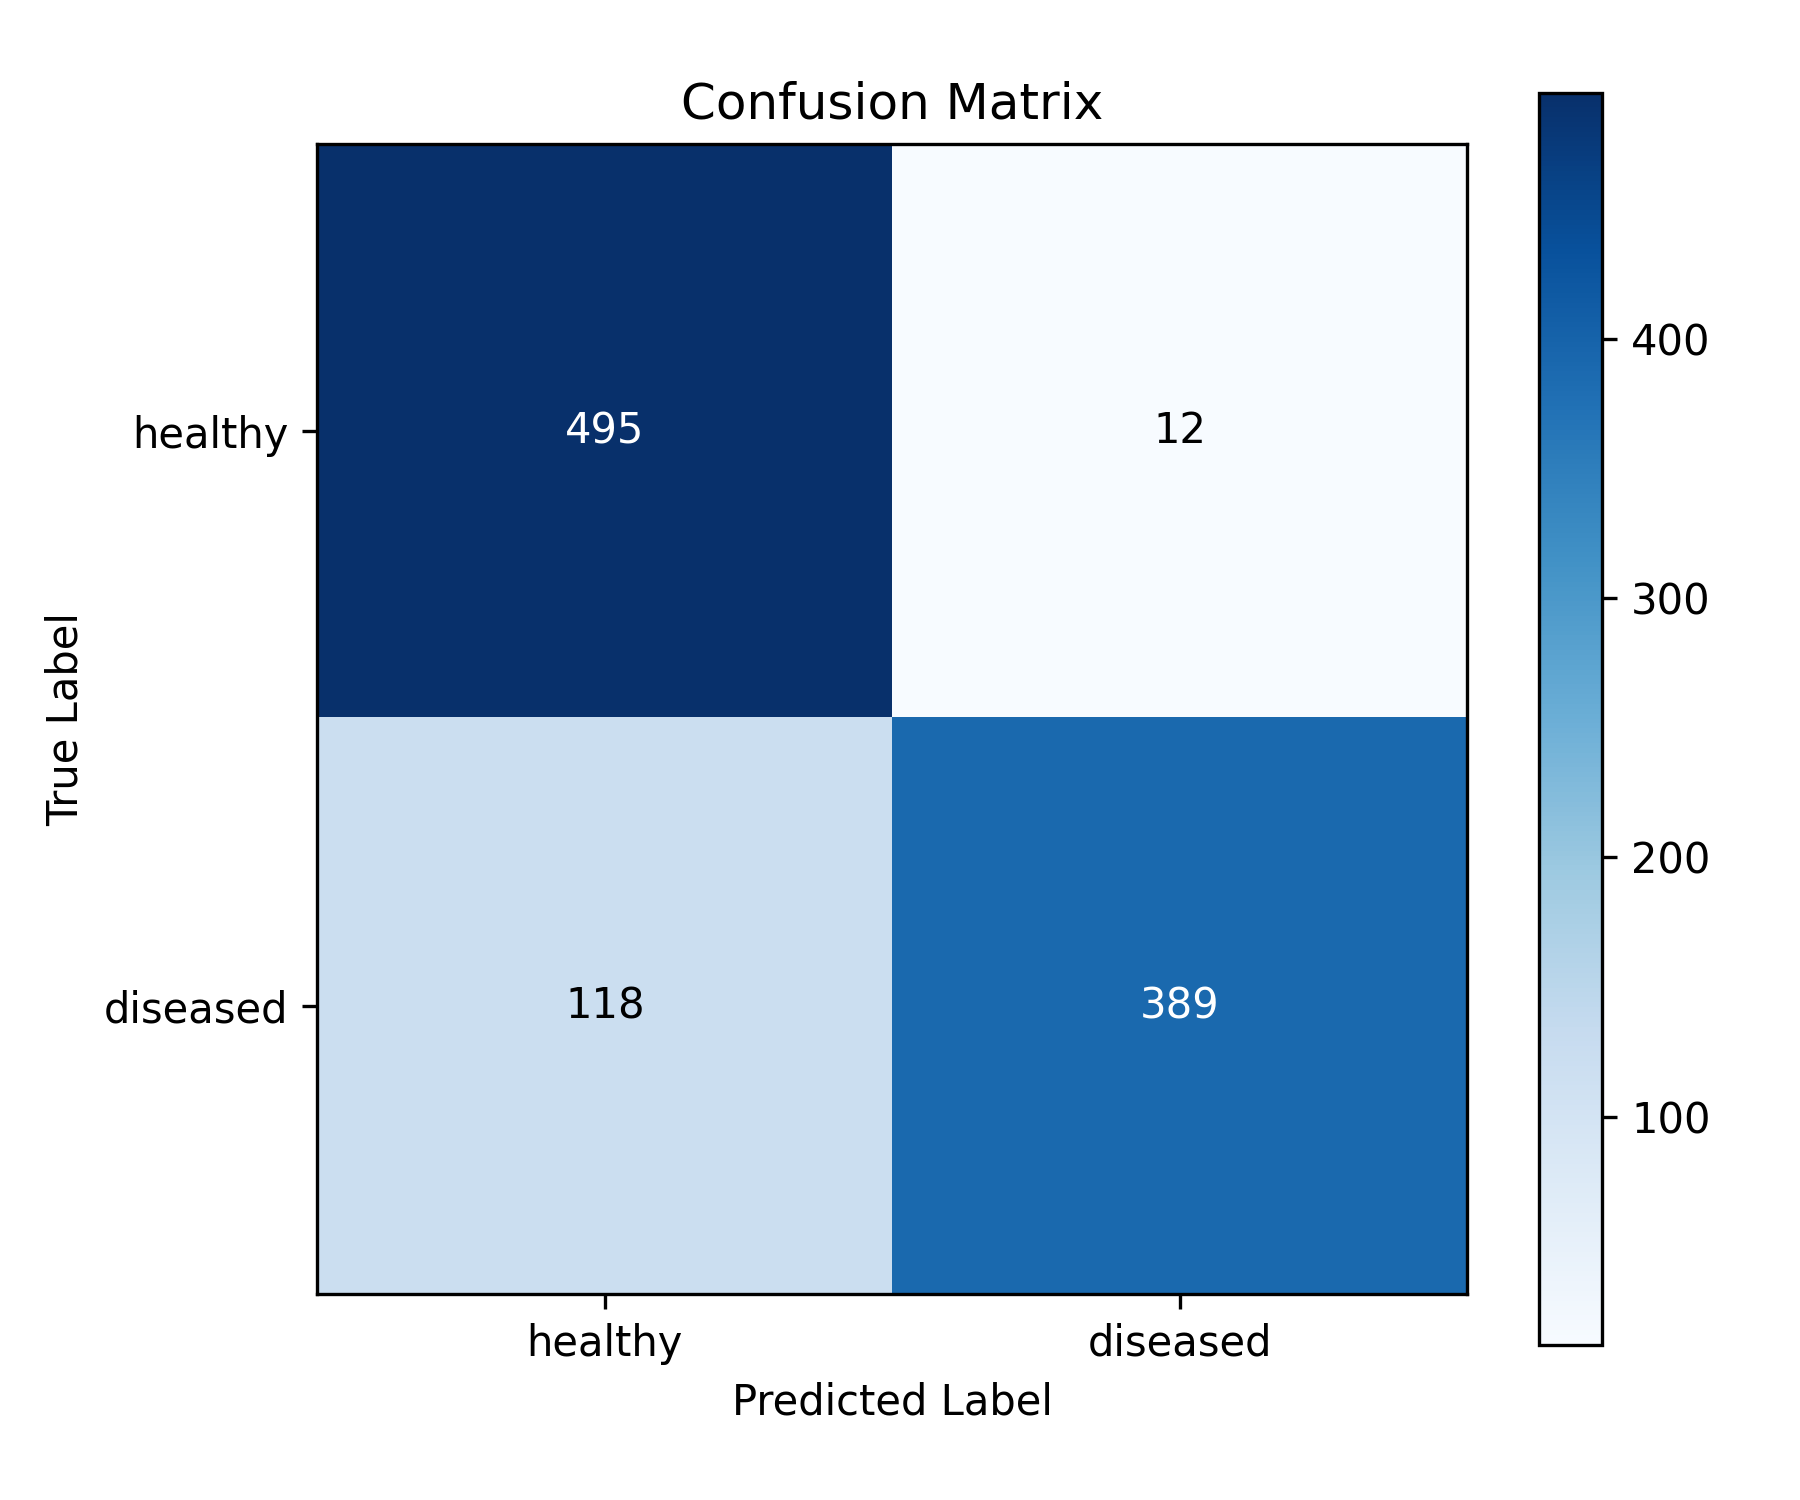 Confusion Matrix
healthy
495
12
diseased
118
389
healthy
diseased
Predicted Label
True Label
400
300
200
100